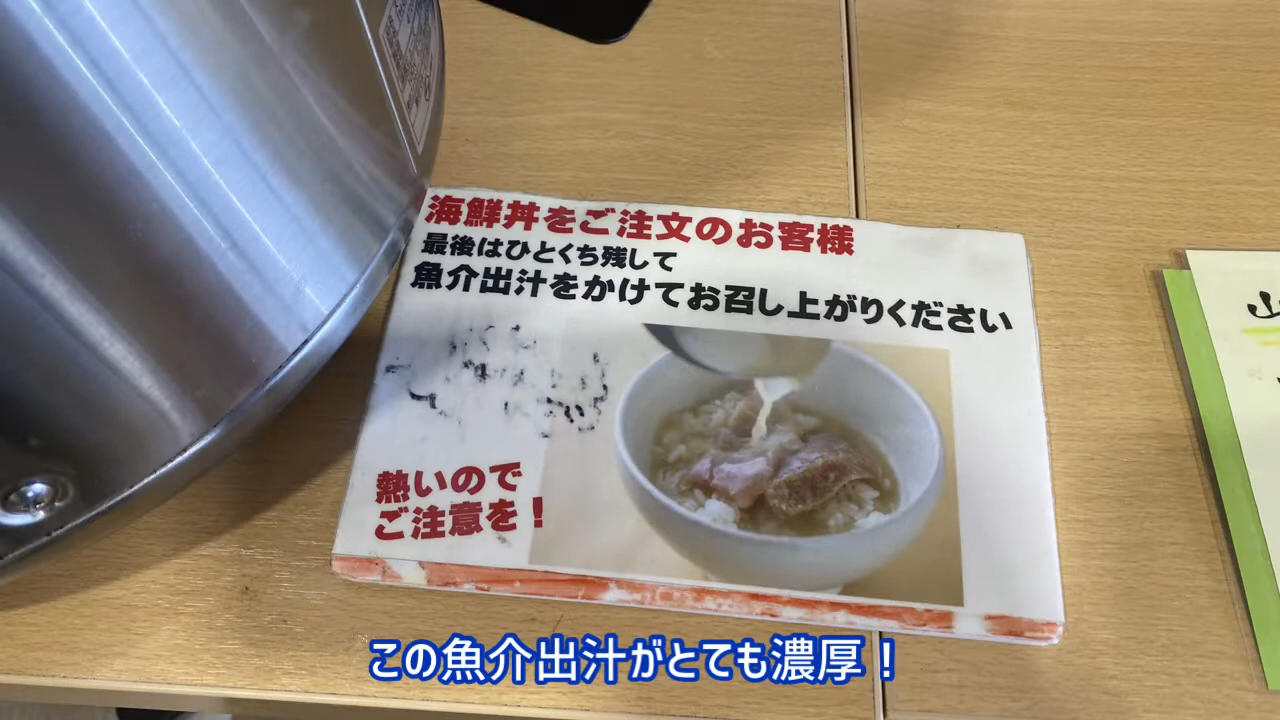 海鮮丼をご注文のお客様
最後はひとくち残して
魚介出汁をかけてお召し上がりください
熱いので
ご注意を！
山
この魚介出汁がとても濃厚！